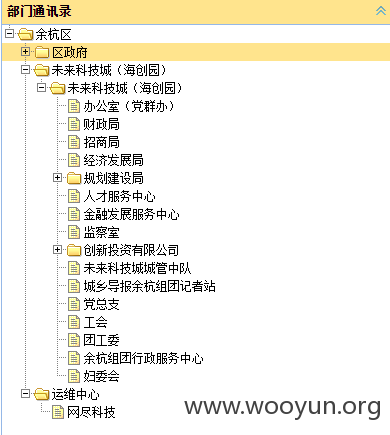 部门通讯录
余杭区
区政府
未来科技城（海创园）
未来科技城（海创园）
办公室（党群办）
财政局
招商局
经济发展局
规划建设局
人才服务中心
金融发展服务中心
监察室
创新投资有限公司
未来科技城城管中队
城乡导报余杭组团记者站
党总支
工会
团工委
余杭组团行政服务中心
妇委会
运维中心
网尽科技
www.wooyun.org